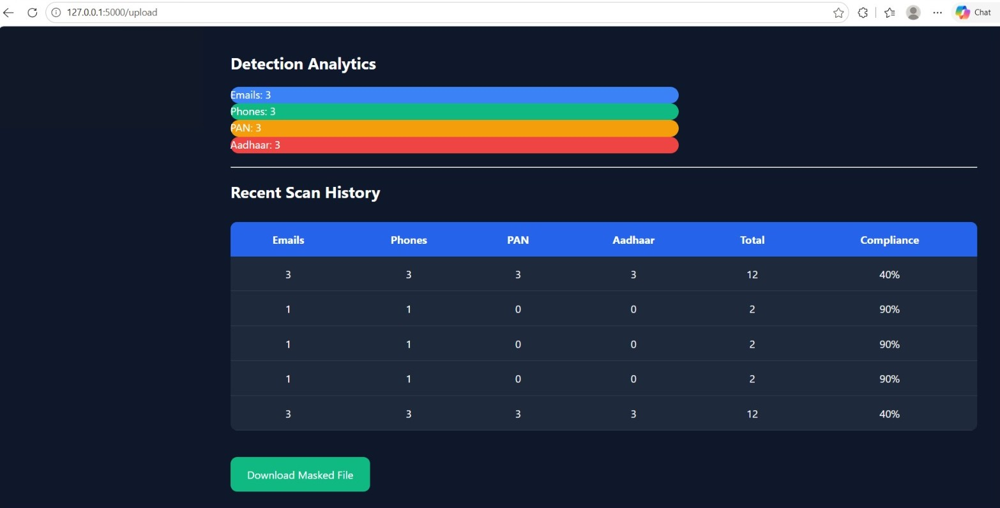 127.0.0.1:5000/upload
Chat
Detection Analytics
Emails: 3
Phones: 3
PAN: 3
Aadhaar: 3
Recent Scan History
Emails Phones PAN Aadhaar Total Compliance
3 3 3 3 12 40%
1 1 0 0 2 90%
1 1 0 0 2 90%
1 1 0 0 2 90%
3 3 3 3 12 40%
Download Masked File